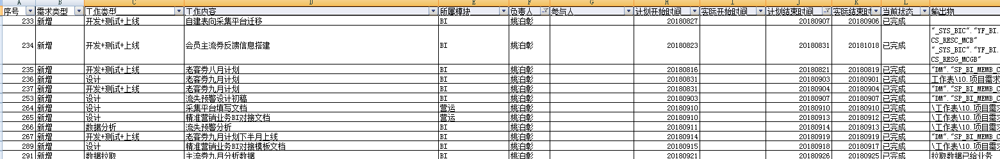 A B C D E F G H I J K L
序号 需求类型 工作类型 工作内容 所属模块 负责人 参与人 计划开始时间 实际开始时间 计划结束时间 实际结束时 当前状态 输出物
233 新增 开发+测试+上线 自建表向采集平台迁移 BI 姚泊彰 20180827 20180907 20180906 已完成
234 新增 开发+测试+上线 会员主流券反馈信息搭建 BI 姚泊彰 20180823 20180831 20181018 已完成
"_SYS_BIC"."YF_BI.
CS_RESC_MCB"
"_SYS_BIC"."YF_BI.
CS_RESG_MCGB"
235 新增 开发+测试+上线 老客券八月计划 BI 姚泊彰 20180816 20180821 20180819 已完成 "DM"."SP_BI_MEMB_C
236 新增 设计 老客券九月计划 BI 姚泊彰 20180831 20180903 20180901 已完成 工作表\10.项目需求
237 新增 开发+测试+上线 老客券九月计划 BI 姚泊彰 20180831 20180904 20180904 已完成 "DM"."SP_BI_MEMB_C
253 新增 设计 流失预警设计初稿 BI 姚泊彰 20180903 20180907 20180907 已完成 "DM"."SP_BI_MEMB_C
264 新增 设计 采集平台填写文档 营运 姚泊彰 20180910 20180910 20180910 已完成 \工作表\10.项目需求
265 新增 设计 精准营销业务BI对接文档 营运 姚泊彰 20180910 20180913 20180912 已完成 \工作表\10.项目需求
266 新增 数据分析 流失预警分析 BI 姚泊彰 20180911 20180914 20180913 已完成 \工作表\10.项目需求
267 新增 开发+测试+上线 老客券九月计划下半月上线 BI 姚泊彰 20180914 20180919 20180919 已完成 "DM"."SP_BI_MEMB_C
289 新增 设计 精准营销业务BI对接模板文档 BI 姚泊彰 20180915 20180918 20180917 已完成 \工作表\10.项目需求
291 新增 数据拉取 主流券九月分析数据 BI 姚泊彰 20180921 20180926 20180925 已完成 拉取数据已给业务